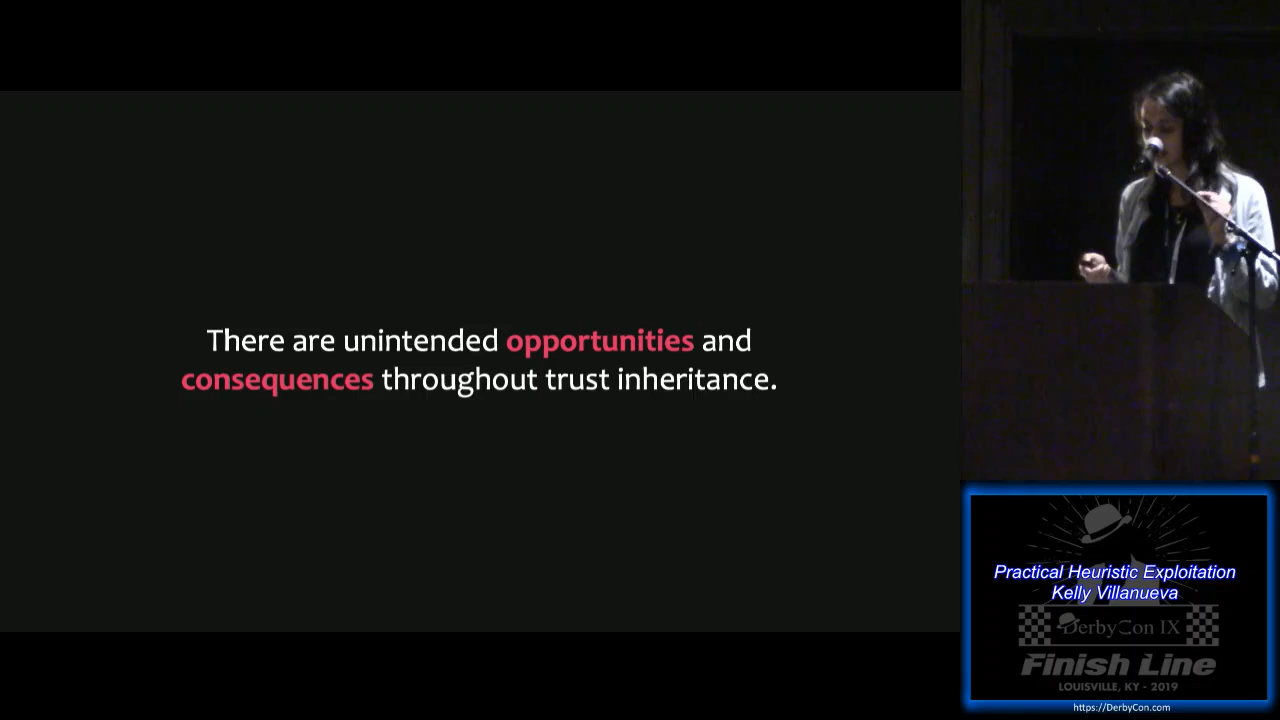 There are unintended opportunities and
consequences throughout trust inheritance.
Practical Heuristic Exploitation
Kelly Villanueva
DerbyCon IX
Finish Line
LOUISVILLE, KY - 2019
https://DerbyCon.com